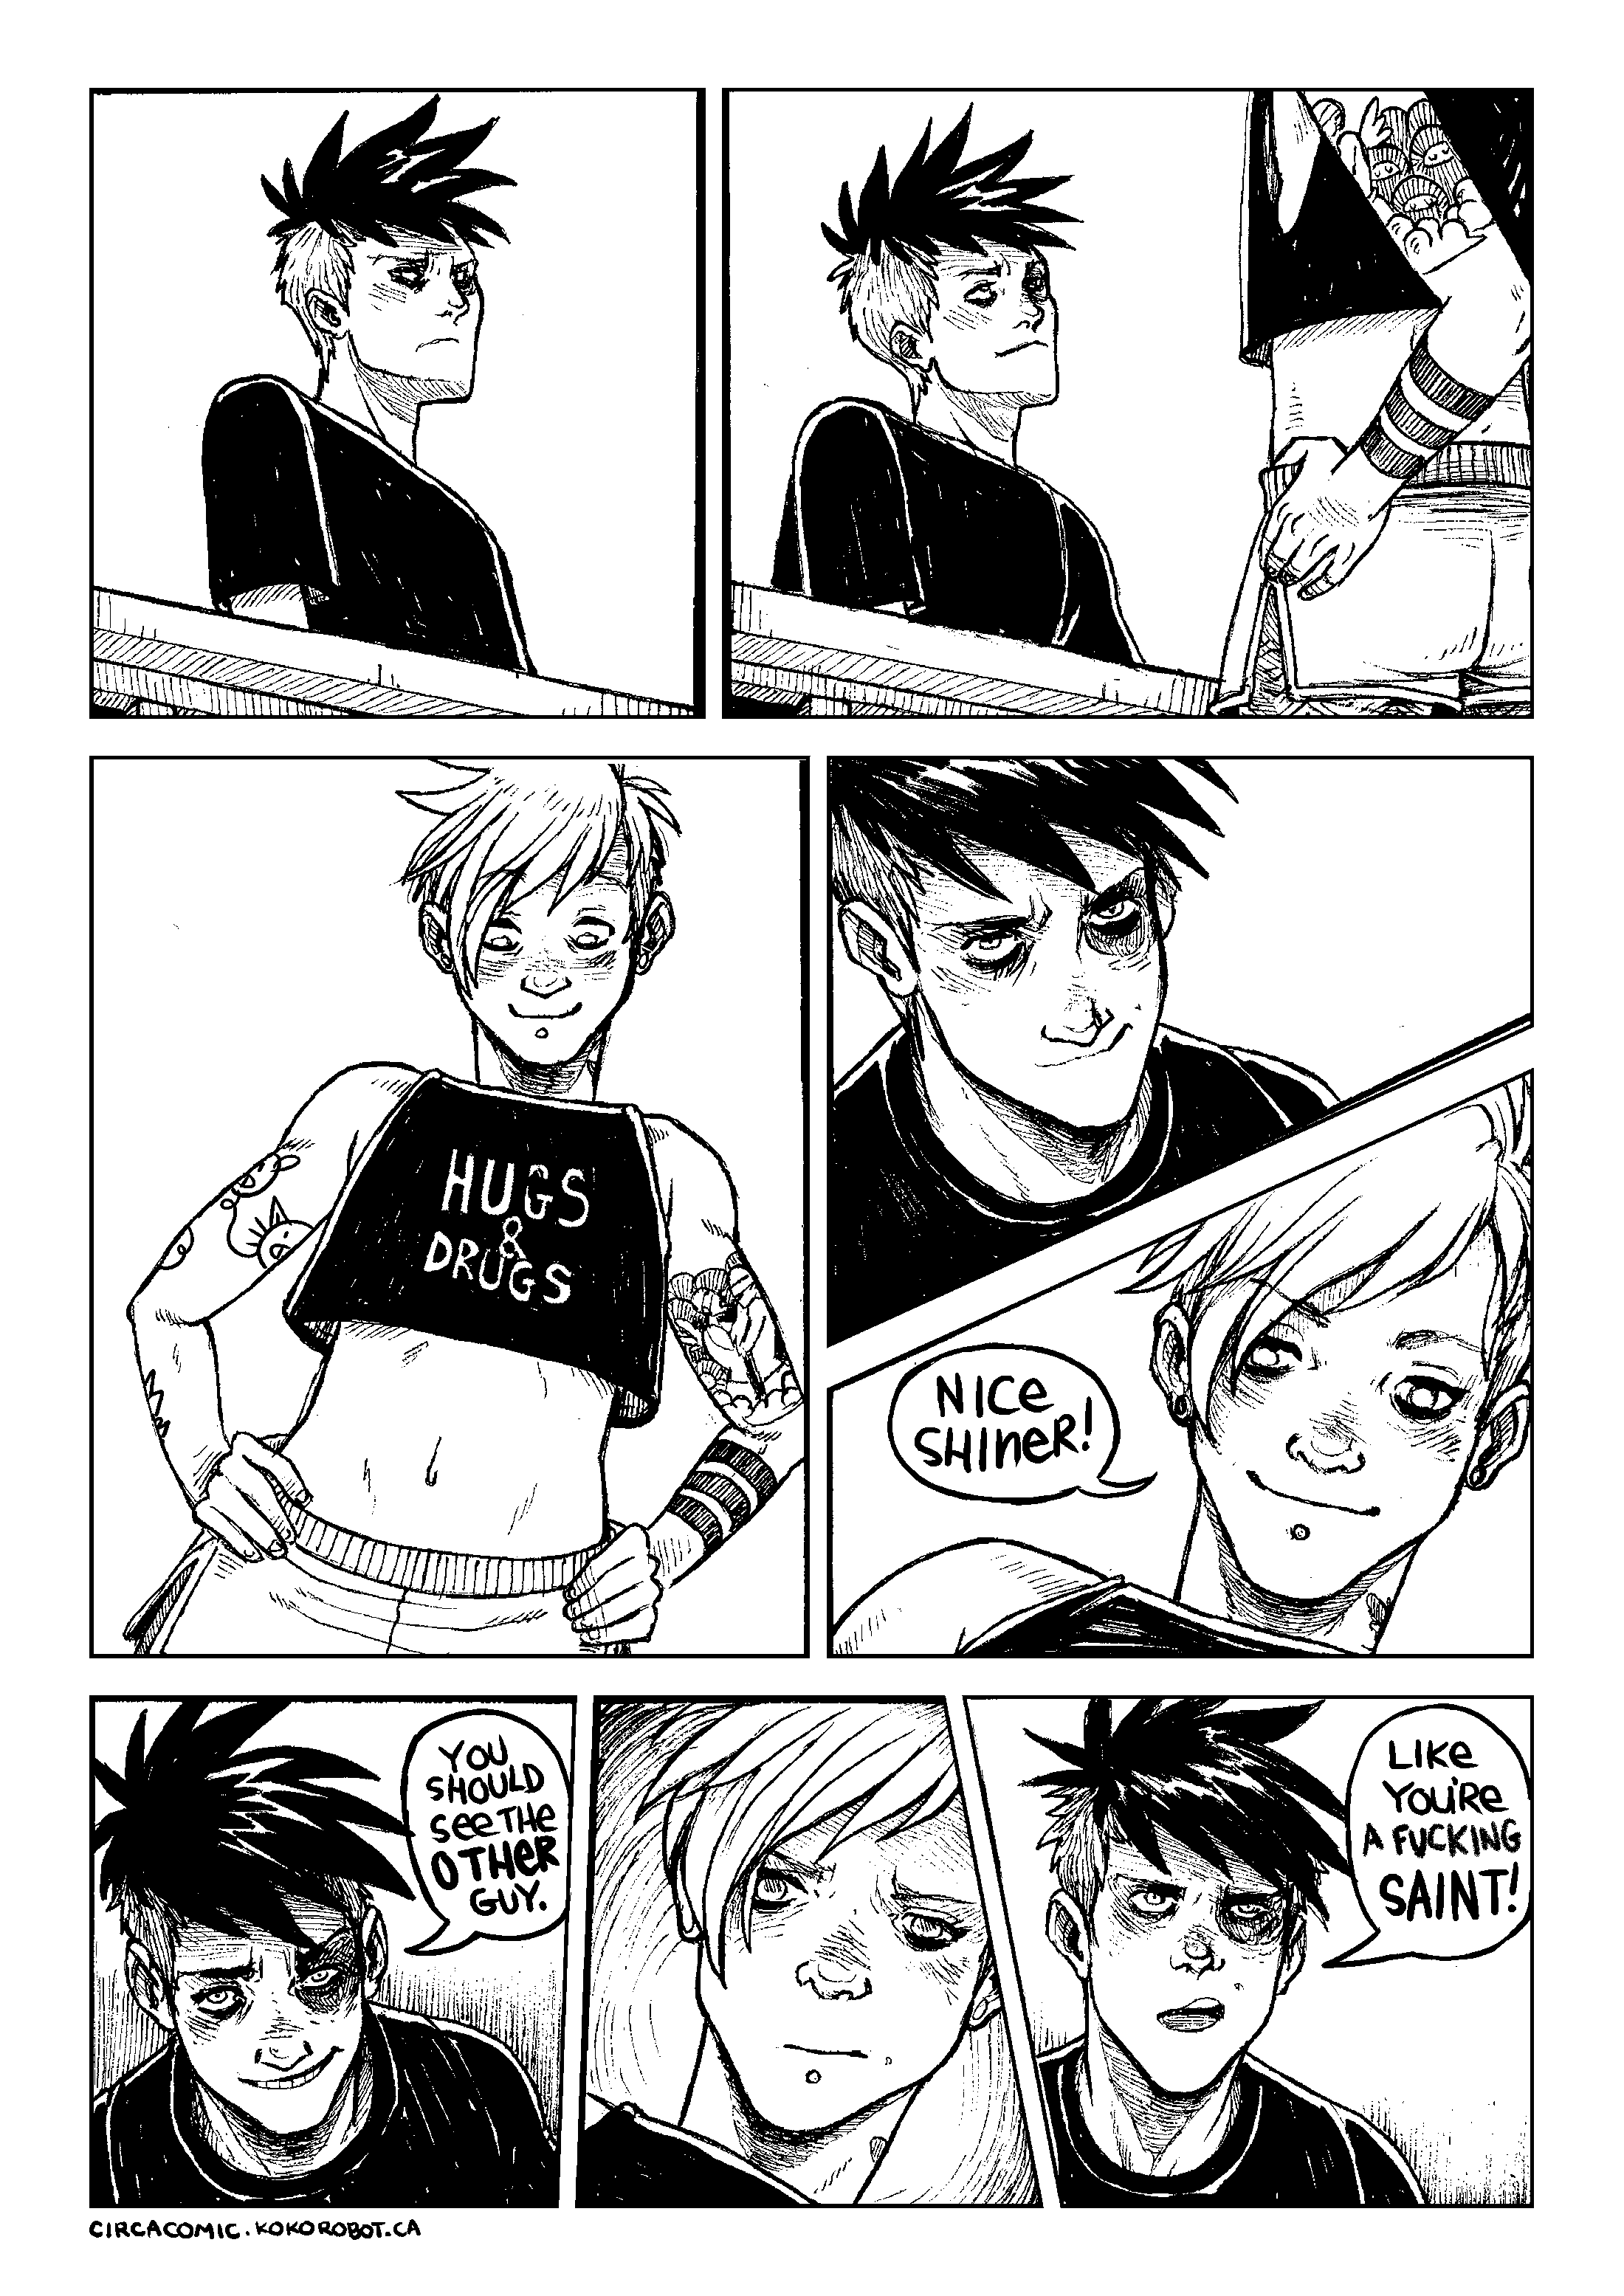 HUGS
&
DRUGS
NICE
SHINER!
YOU
SHOULD
SEE THE
OTHER
GUY.
LIKE
YOU'RE
A FUCKING
SAINT!
CIRCACOMIC.KOKOROBOT.CA